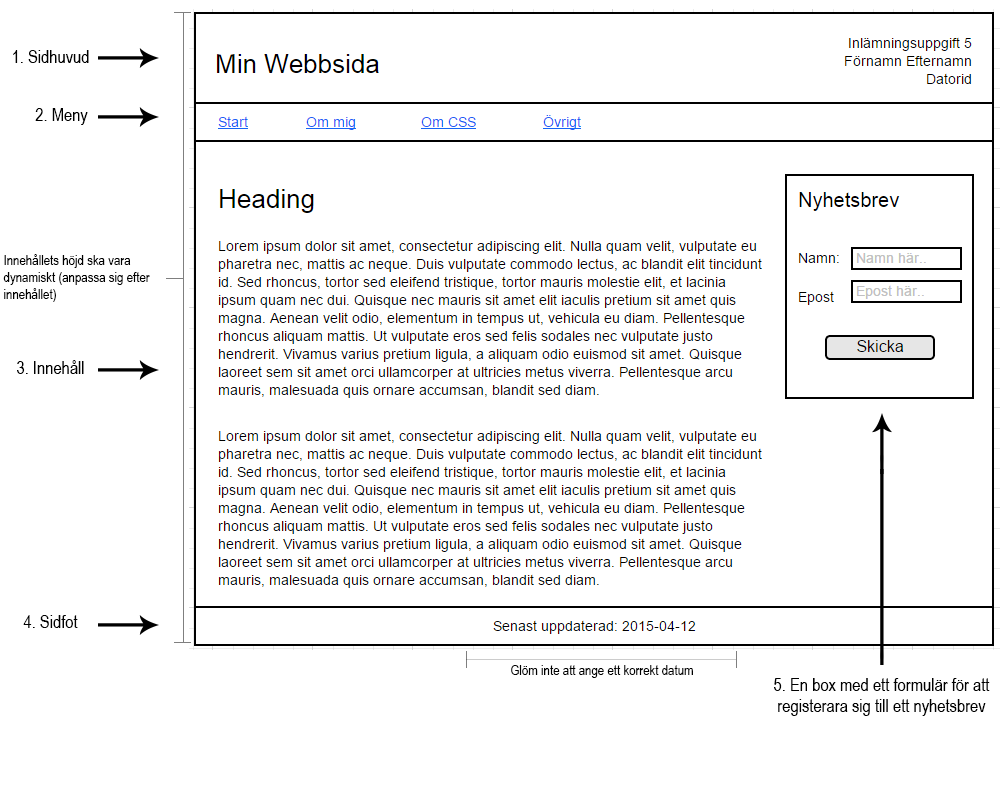 1. Sidhuvud
Min Webbsida
Inlämningsuppgift 5
Förnamn Efternamn
Datorid
2. Meny
Start
Om mig
Om CSS
Övrigt
Innehållets höjd ska vara
dynamiskt (anpassa sig efter
innehållet)
3. Innehåll
Heading
Lorem ipsum dolor sit amet, consectetur adipiscing elit. Nulla quam velit, vulputate eu
pharetra nec, mattis ac neque. Duis vulputate commodo lectus, ac blandit elit tincidunt
id. Sed rhoncus, tortor sed eleifend tristique, tortor mauris molestie elit, et lacinia
ipsum quam nec dui. Quisque nec mauris sit amet elit iaculis pretium sit amet quis
magna. Aenean velit odio, elementum in tempus ut, vehicula eu diam. Pellentesque
rhoncus aliquam mattis. Ut vulputate eros sed felis sodales nec vulputate justo
hendrerit. Vivamus varius pretium ligula, a aliquam odio euismod sit amet. Quisque
laoreet sem sit amet orci ullamcorper at ultricies metus viverra. Pellentesque arcu
mauris, malesuada quis ornare accumsan, blandit sed diam.
Lorem ipsum dolor sit amet, consectetur adipiscing elit. Nulla quam velit, vulputate eu
pharetra nec, mattis ac neque. Duis vulputate commodo lectus, ac blandit elit tincidunt
id. Sed rhoncus, tortor sed eleifend tristique, tortor mauris molestie elit, et lacinia
ipsum quam nec dui. Quisque nec mauris sit amet elit iaculis pretium sit amet quis
magna. Aenean velit odio, elementum in tempus ut, vehicula eu diam. Pellentesque
rhoncus aliquam mattis. Ut vulputate eros sed felis sodales nec vulputate justo
hendrerit. Vivamus varius pretium ligula, a aliquam odio euismod sit amet. Quisque
laoreet sem sit amet orci ullamcorper at ultricies metus viverra. Pellentesque arcu
mauris, malesuada quis ornare accumsan, blandit sed diam.
Nyhetsbrev
Namn: Namn här..
Epost Epost här..
Skicka
4. Sidfot
Senast uppdaterad: 2015-04-12
Glöm inte att ange ett korrekt datum
5. En box med ett formulär för att
registerara sig till ett nyhetsbrev